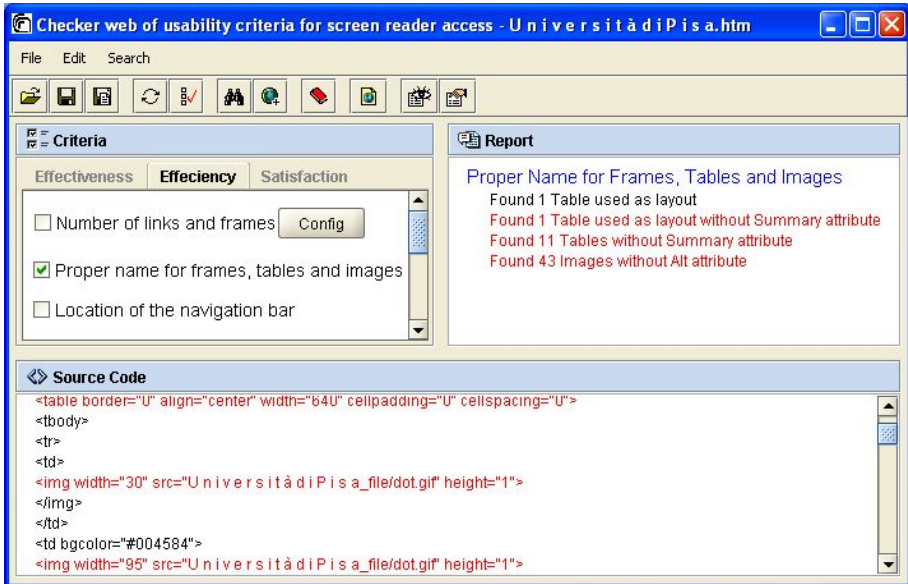 Checker web of usability criteria for screen reader access - U n i v e r s i t à d i P i s a.htm
File Edit Search
Criteria
Effectiveness Effeciency Satisfaction
Number of links and frames Config
Proper name for frames, tables and images
Location of the navigation bar
Report
Proper Name for Frames, Tables and Images
Found 1 Table used as layout
Found 1 Table used as layout without Summary attribute
Found 11 Tables without Summary attribute
Found 43 Images without Alt attribute
Source Code
<table border="0" align="center" width="640" cellpadding="0" cellspacing="0">
<tbody>
<tr>
<td>
<img width="30" src="U n i v e r s i t à d i P i s a_file/dot.gif" height="1">
</img>
</td>
<td bgcolor="#004584">
<img width="95" src="U n i v e r s i t à d i P i s a_file/dot.gif" height="1">